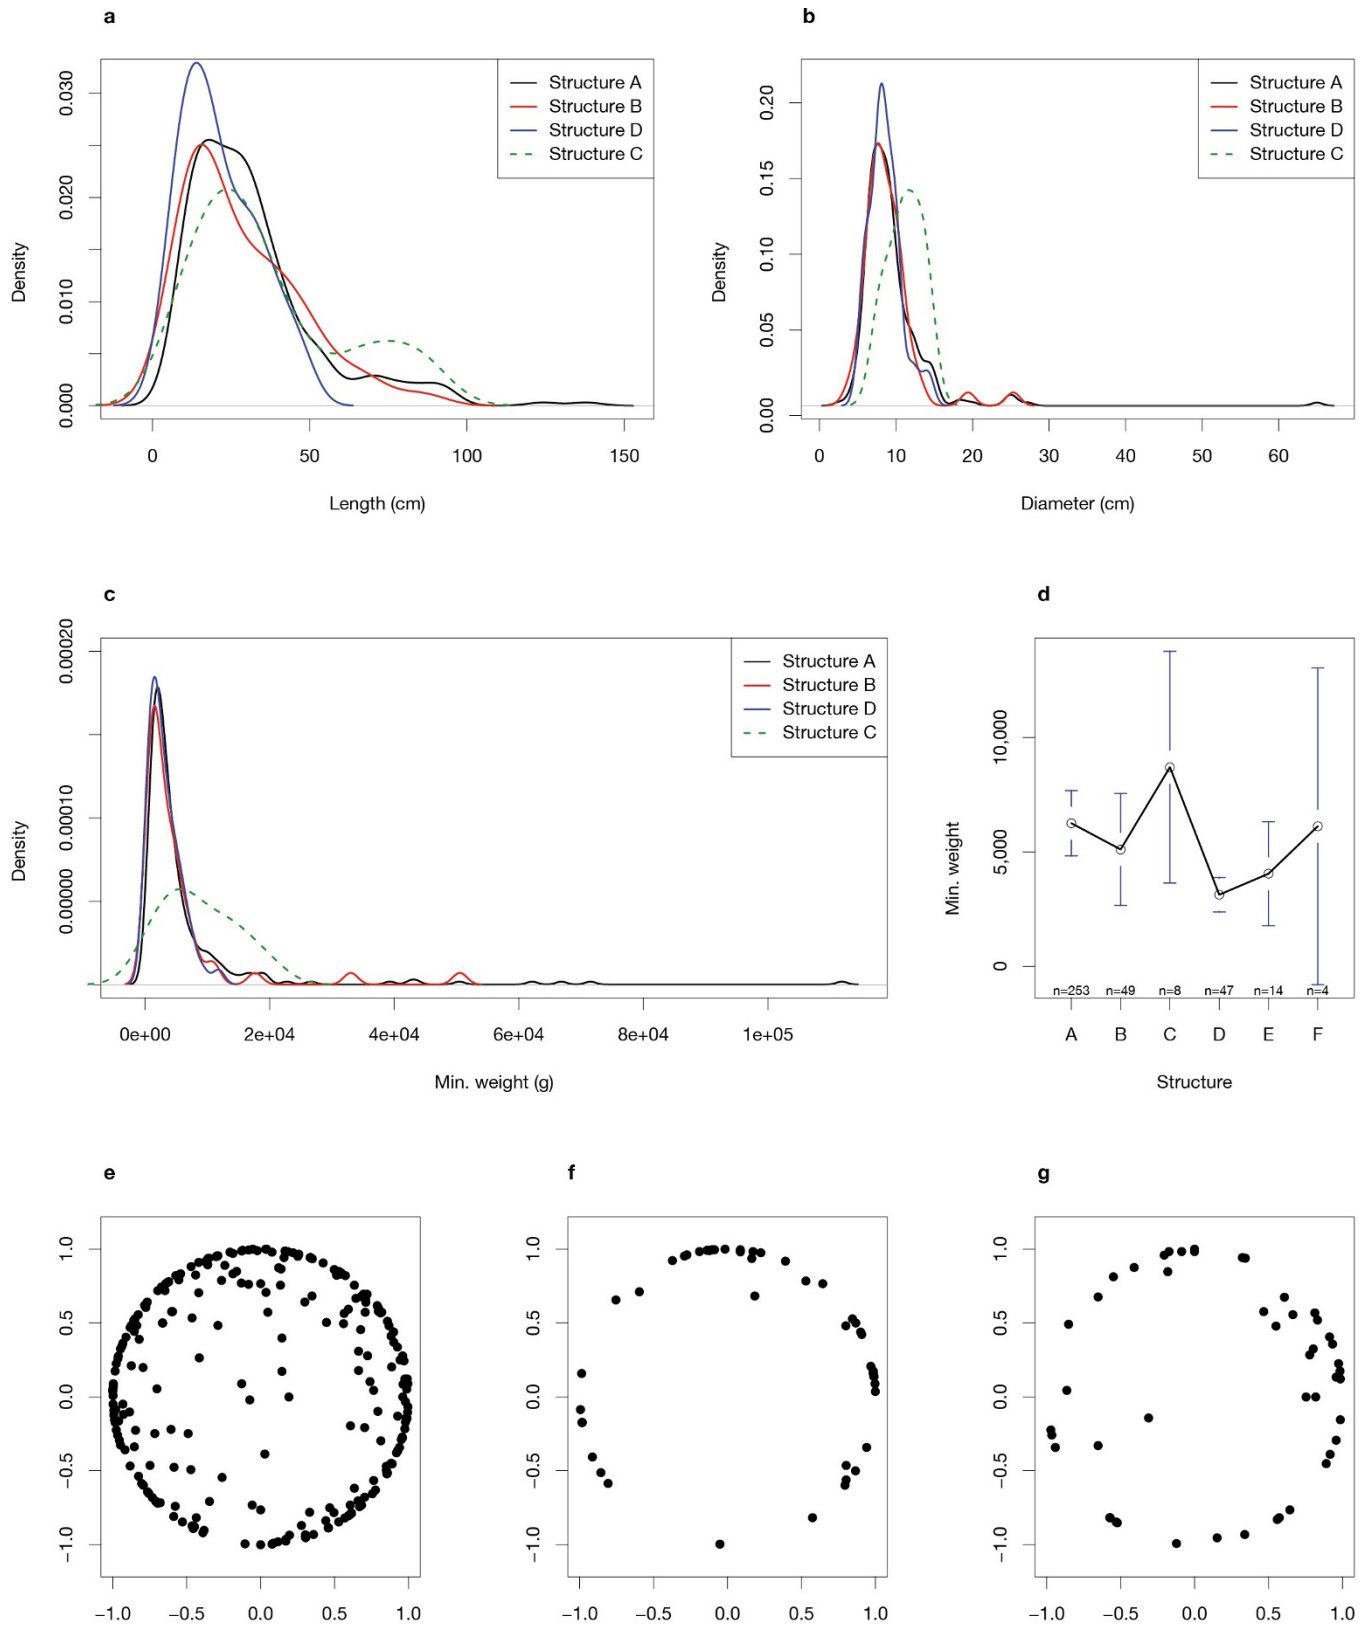 a
b
Structure A
Structure B
Structure D
Structure C
0.030
0.020
0.010
0.000
Density
0
50
100
150
Length (cm)
Structure A
Structure B
Structure D
Structure C
0.20
0.15
0.10
0.05
0.00
Density
0
10
20
30
40
50
60
Diameter (cm)
c
d
Structure A
Structure B
Structure D
Structure C
0.00020
0.00010
0.00000
Density
0e+00
2e+04
4e+04
6e+04
8e+04
1e+05
Min. weight (g)
10,000
5,000
0
Min. weight
n=253
n=49
n=8
n=47
n=14
n=4
A
B
C
D
E
F
Structure
e
f
g
1.0
0.5
0.0
−0.5
−1.0
−1.0
−0.5
0.0
0.5
1.0
1.0
0.5
0.0
−0.5
−1.0
−1.0
−0.5
0.0
0.5
1.0
1.0
0.5
0.0
−0.5
−1.0
−1.0
−0.5
0.0
0.5
1.0